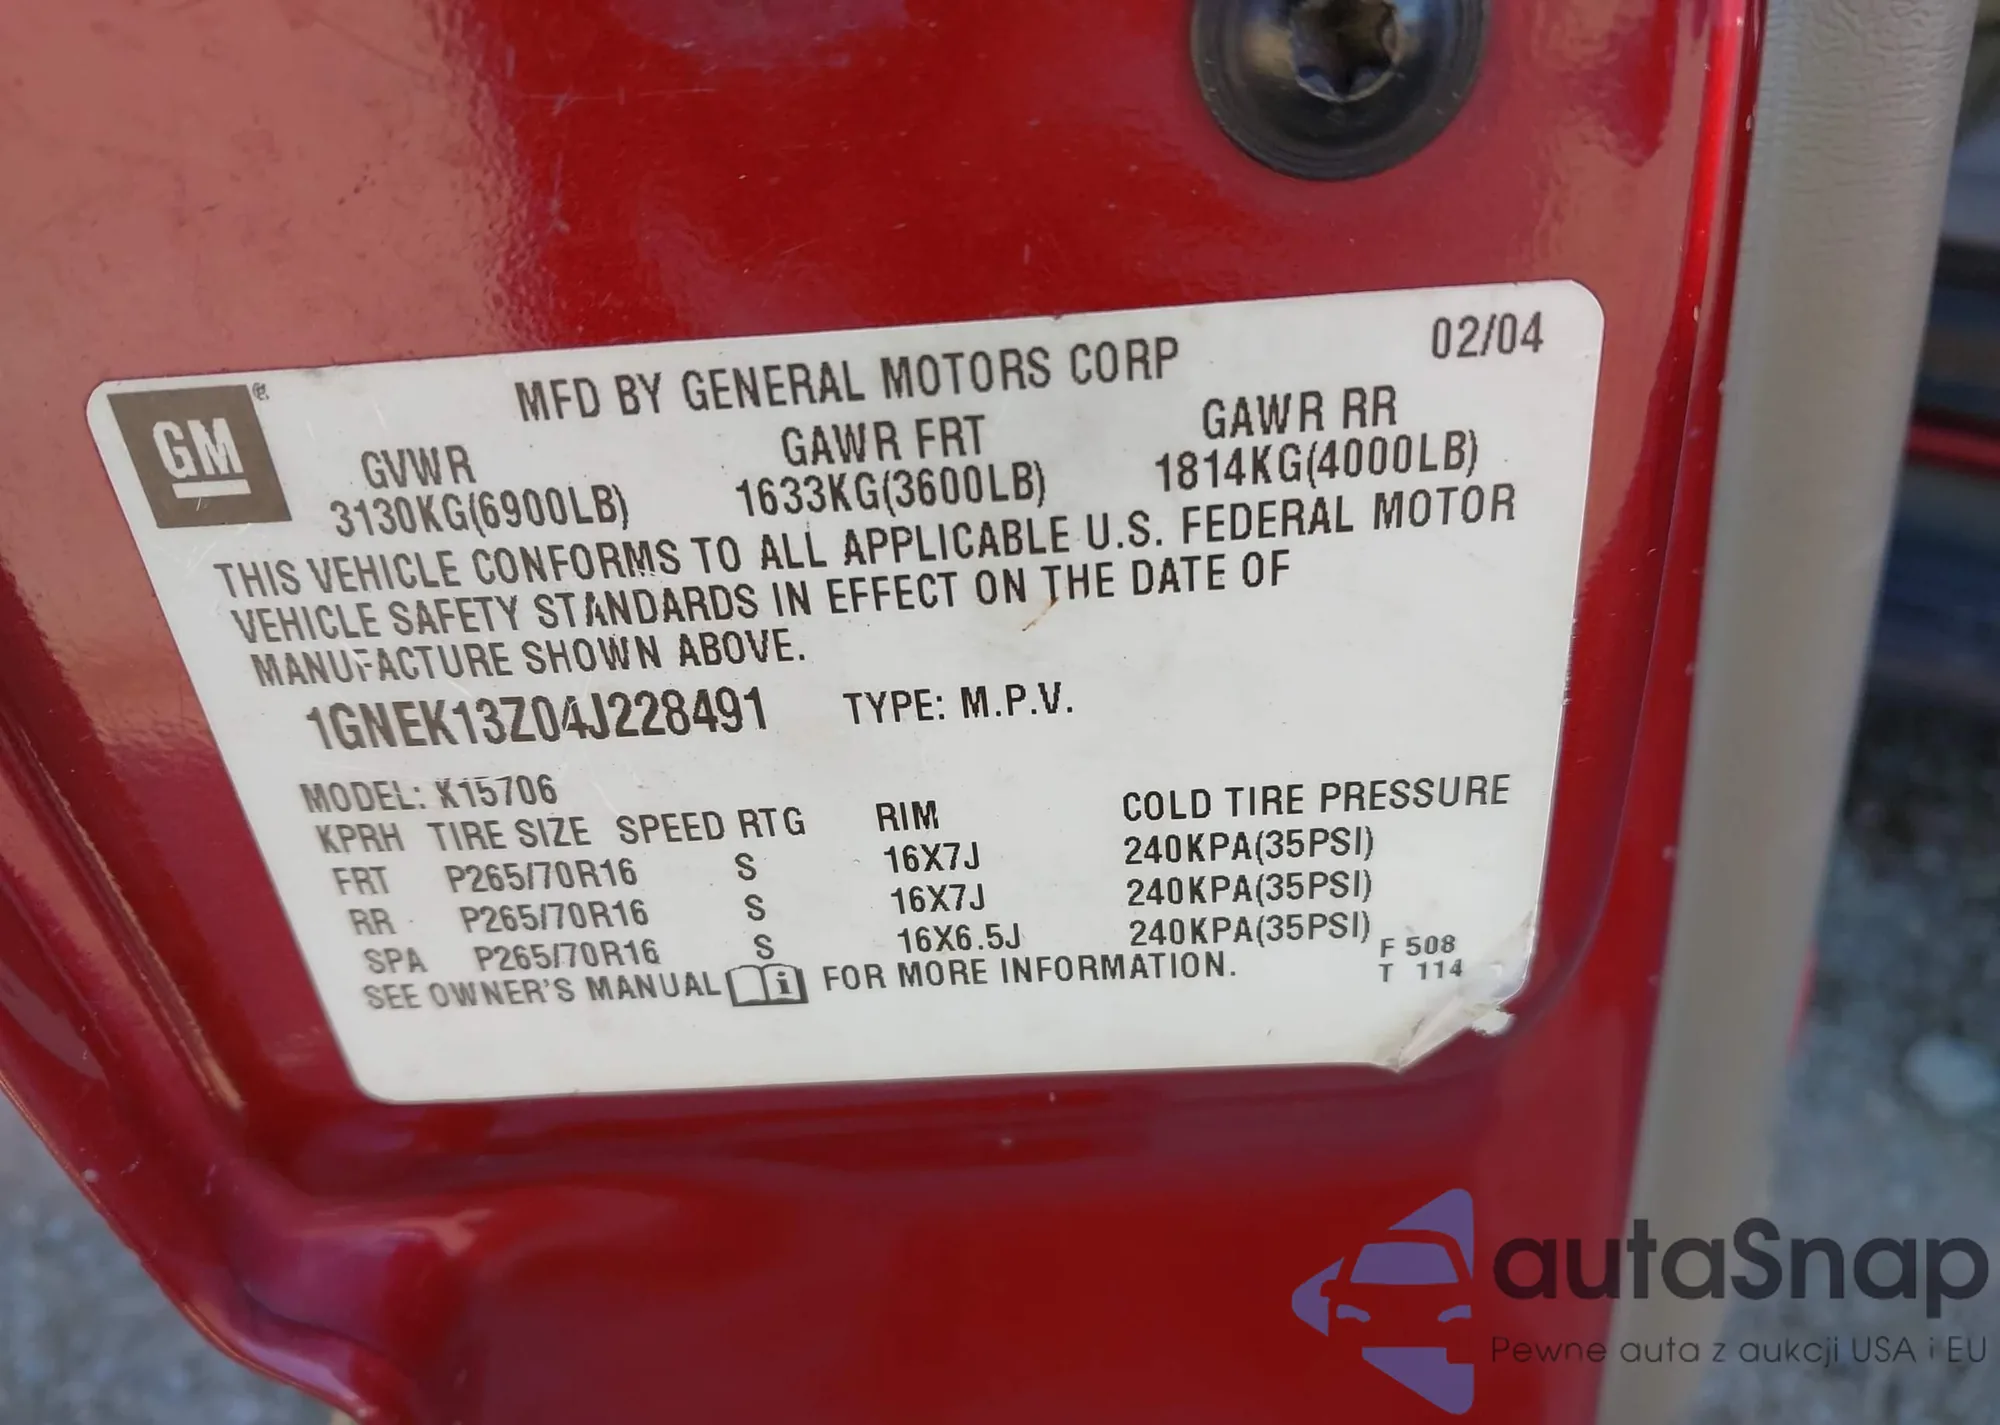 02/04
MFD BY GENERAL MOTORS CORP
GM ®
GVWR GAWR FRT GAWR RR
3130KG(6900LB) 1633KG(3600LB) 1814KG(4000LB)
THIS VEHICLE CONFORMS TO ALL APPLICABLE U.S. FEDERAL MOTOR
VEHICLE SAFETY STANDARDS IN EFFECT ON THE DATE OF
MANUFACTURE SHOWN ABOVE.
1GNEK13Z04J228491 TYPE: M.P.V.
MODEL: K15706
KPRH TIRE SIZE SPEED RTG RIM COLD TIRE PRESSURE
FRT P265/70R16 S 16X7J 240KPA(35PSI)
RR P265/70R16 S 16X7J 240KPA(35PSI)
SPA P265/70R16 S 16X6.5J 240KPA(35PSI)
SEE OWNER'S MANUAL i FOR MORE INFORMATION.
F 508
T 114
autaSnap
Pewne auta z aukcji USA i EU